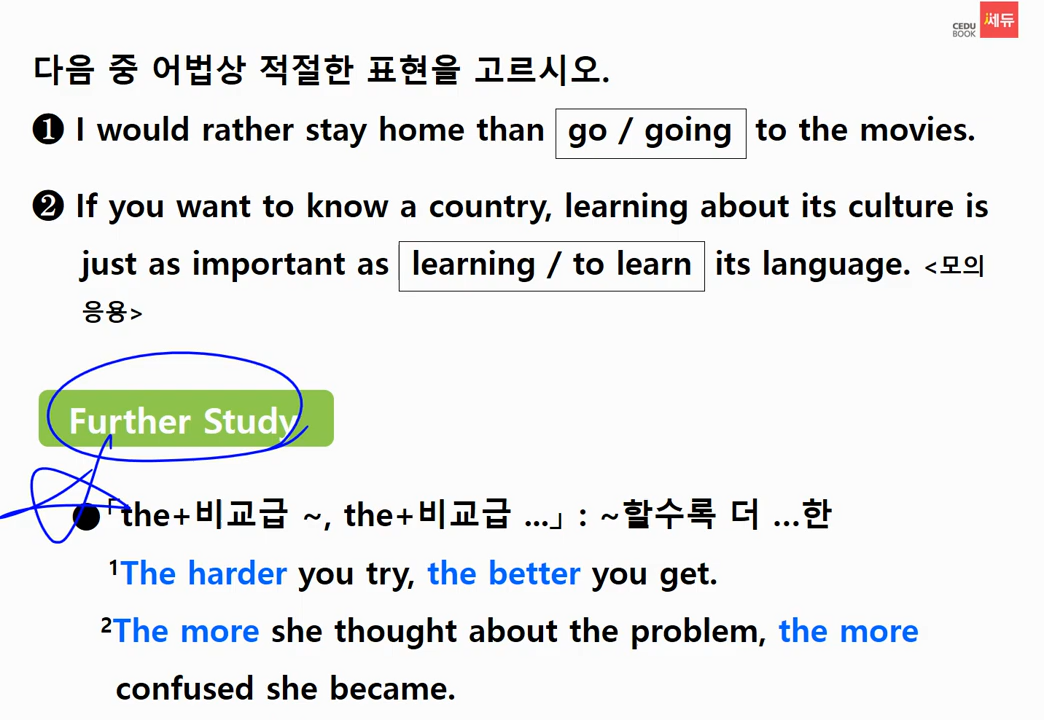 CEDU
BOOK
쎄듀
다음 중 어법상 적절한 표현을 고르시오.
❶ I would rather stay home than go / going to the movies.
❷ If you want to know a country, learning about its culture is
just as important as learning / to learn its language. <모의
응용>
Further Study
●「the+비교급 ~, the+비교급 ...」 : ~할수록 더 …한
¹The harder you try, the better you get.
²The more she thought about the problem, the more
confused she became.